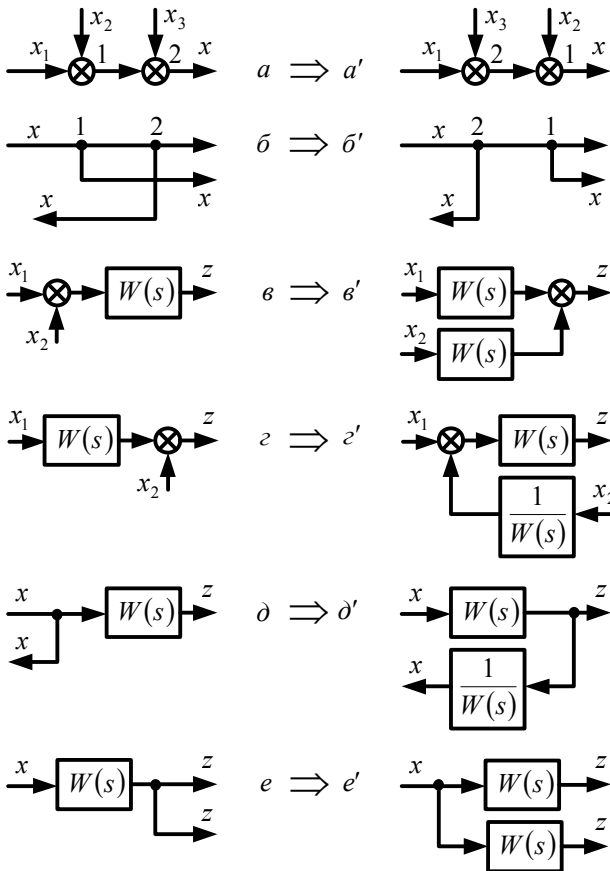 x₂ x₃ x₃ x₂
x₁ 1 2 x а ⇒ а′ x₁ 2 1 x
x 1 2 б ⇒ б′ x 2 1
x x x x
x₁ W(s) z в ⇒ в′ x₁ W(s) z
x₂ x₂ W(s)
x₁ W(s) z г ⇒ г′ x₁ W(s) z
x₂ 1/W(s) x₂
x W(s) z д ⇒ д′ x W(s) z
x x 1/W(s)
x W(s) z е ⇒ е′ x W(s) z
z W(s) z